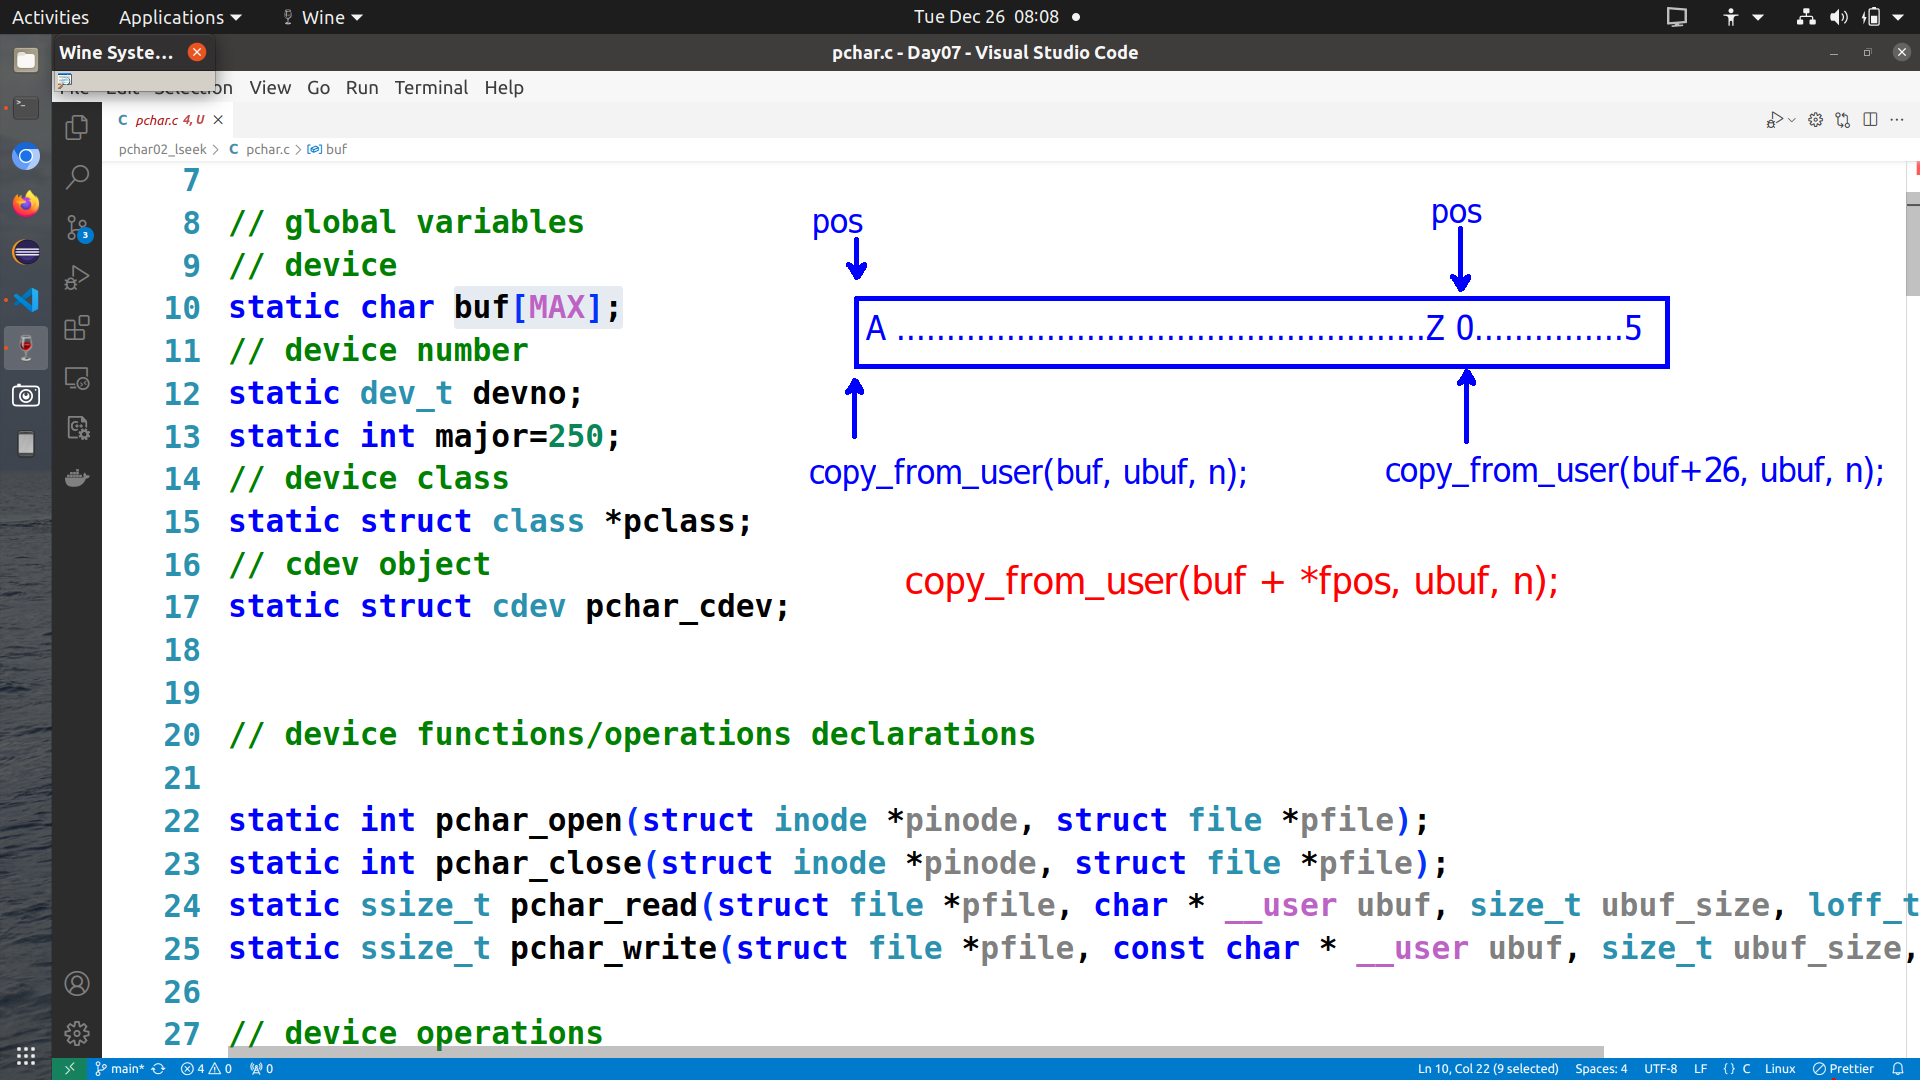 Activities Applications Wine Tue Dec 26 08:08
Wine Syste... pchar.c - Day07 - Visual Studio Code
Selection View Go Run Terminal Help
C pchar.c 4, U
pchar02_lseek > C pchar.c > buf
7
8 // global variables
9 // device
10 static char buf[MAX];
11 // device number
12 static dev_t devno;
13 static int major=250;
14 // device class
15 static struct class *pclass;
16 // cdev object
17 static struct cdev pchar_cdev;
18
19
20 // device functions/operations declarations
21
22 static int pchar_open(struct inode *pinode, struct file *pfile);
23 static int pchar_close(struct inode *pinode, struct file *pfile);
24 static ssize_t pchar_read(struct file *pfile, char * __user ubuf, size_t ubuf_size, loff_t
25 static ssize_t pchar_write(struct file *pfile, const char * __user ubuf, size_t ubuf_size,
26
27 // device operations
pos pos
A .....................................................Z 0...............5
copy_from_user(buf, ubuf, n); copy_from_user(buf+26, ubuf, n);
copy_from_user(buf + *fpos, ubuf, n);
3
main* 4 0 0 Ln 10, Col 22 (9 selected) Spaces: 4 UTF-8 LF {} C Linux Prettier